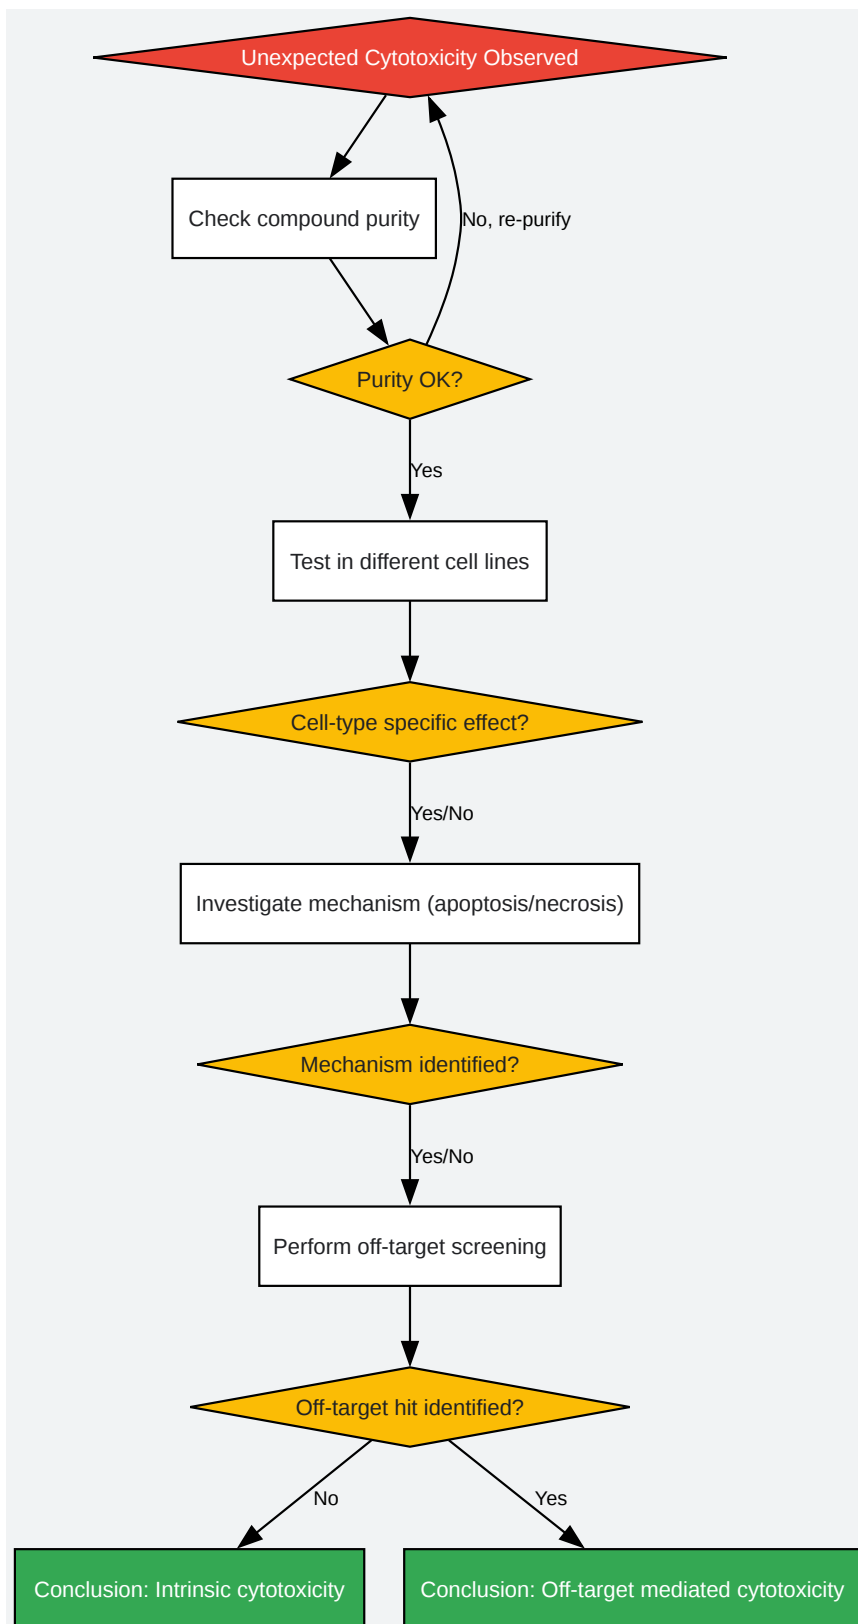 Unexpected Cytotoxicity Observed
Check compound purity
No, re-purify
Purity OK?
Yes
Test in different cell lines
Cell-type specific effect?
Yes/No
Investigate mechanism (apoptosis/necrosis)
Mechanism identified?
Yes/No
Perform off-target screening
Off-target hit identified?
No
Yes
Conclusion: Intrinsic cytotoxicity
Conclusion: Off-target mediated cytotoxicity